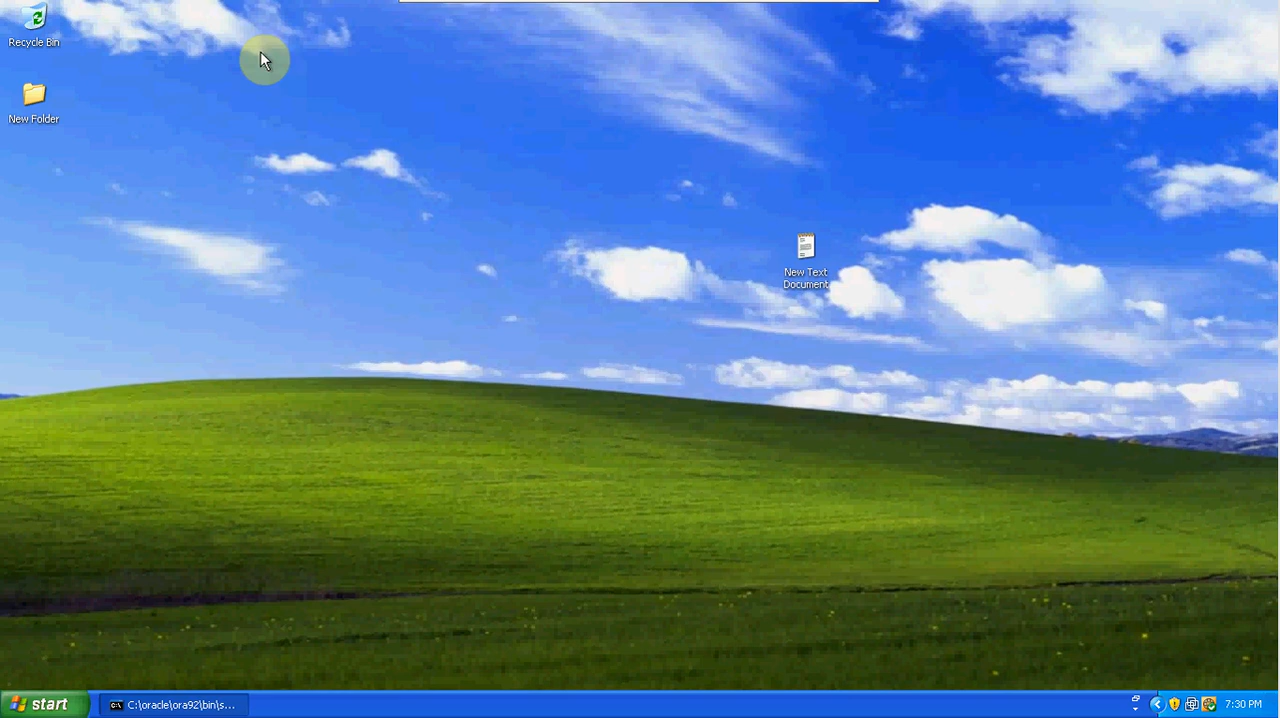 Recycle Bin
New Folder
New Text
Document
start
C:\oracle\ora92\bin\s...
7:30 PM